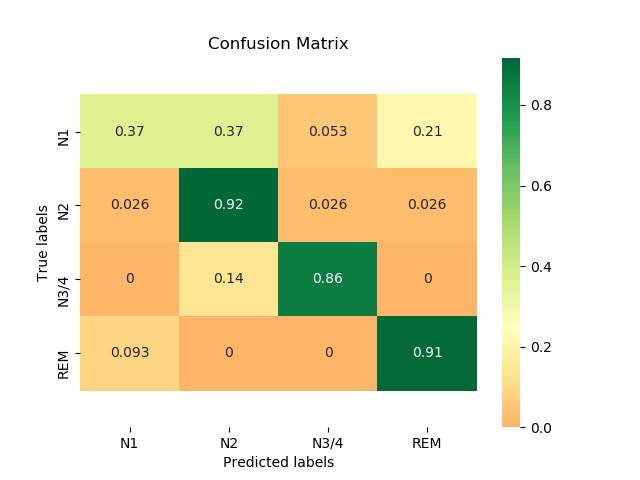 Confusion Matrix
N1 0.37 0.37 0.053 0.21
N2 0.026 0.92 0.026 0.026
N3/4 0 0.14 0.86 0
REM 0.093 0 0 0.91
N1 N2 N3/4 REM
Predicted labels
True labels
0.8
0.6
0.4
0.2
0.0